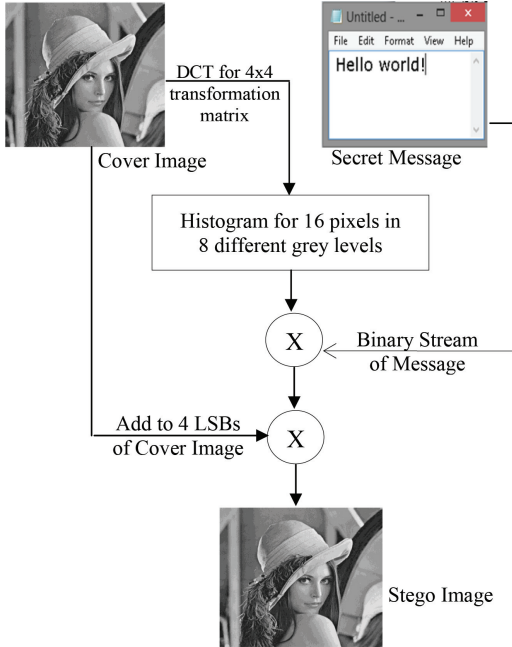 Untitled - ...
File Edit Format View Help
Hello world!
DCT for 4x4
transformation
matrix
Cover Image
Secret Message
Histogram for 16 pixels in
8 different grey levels
X
Binary Stream
of Message
Add to 4 LSBs
of Cover Image
X
Stego Image